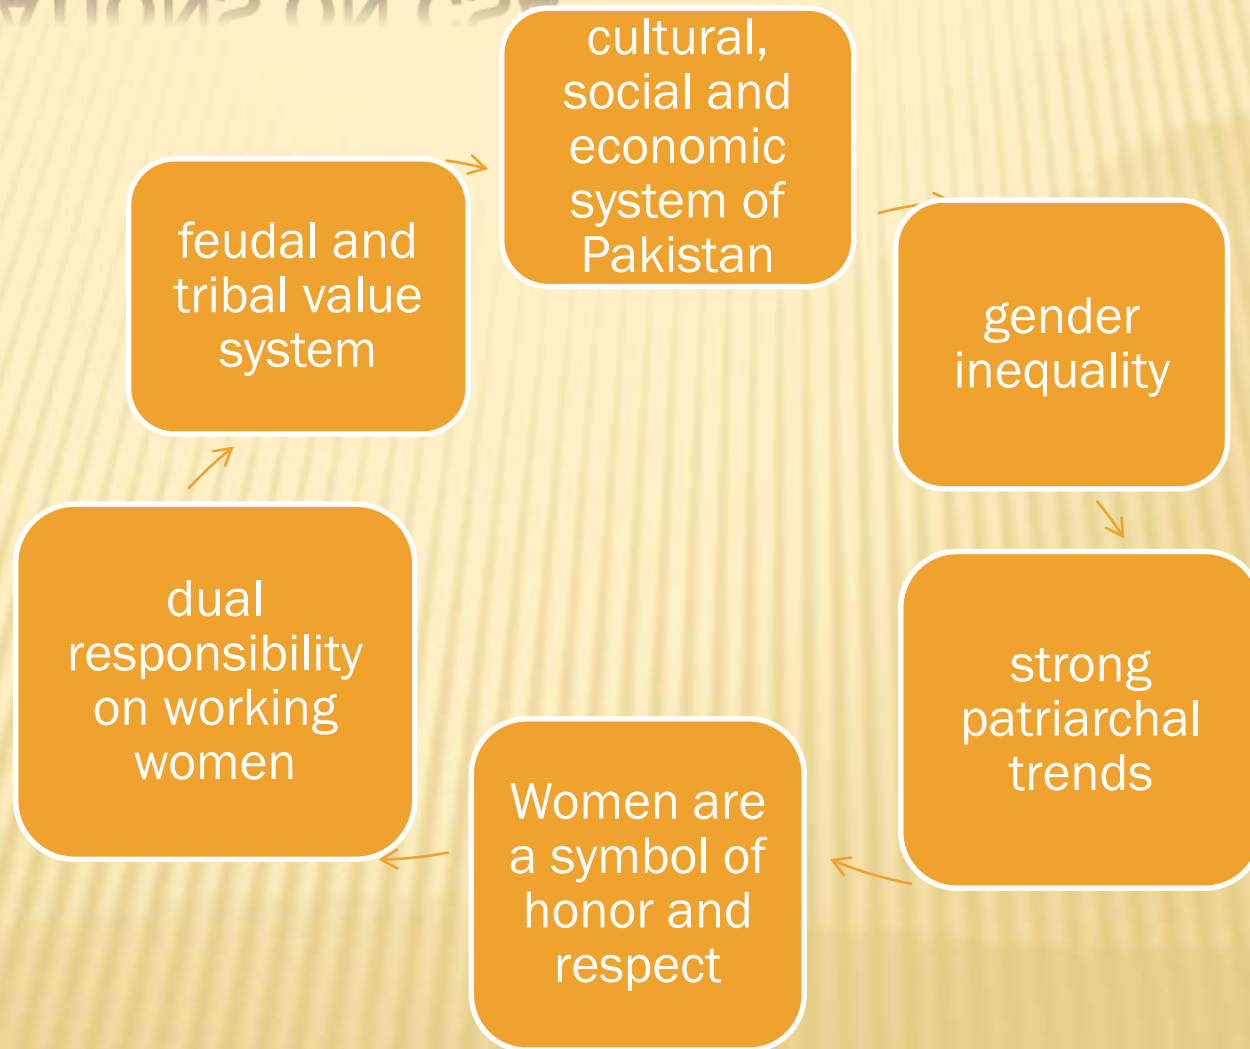 cultural,
social and
economic
system of
Pakistan
gender
inequality
strong
patriarchal
trends
Women are
a symbol of
honor and
respect
dual
responsibility
on working
women
feudal and
tribal value
system